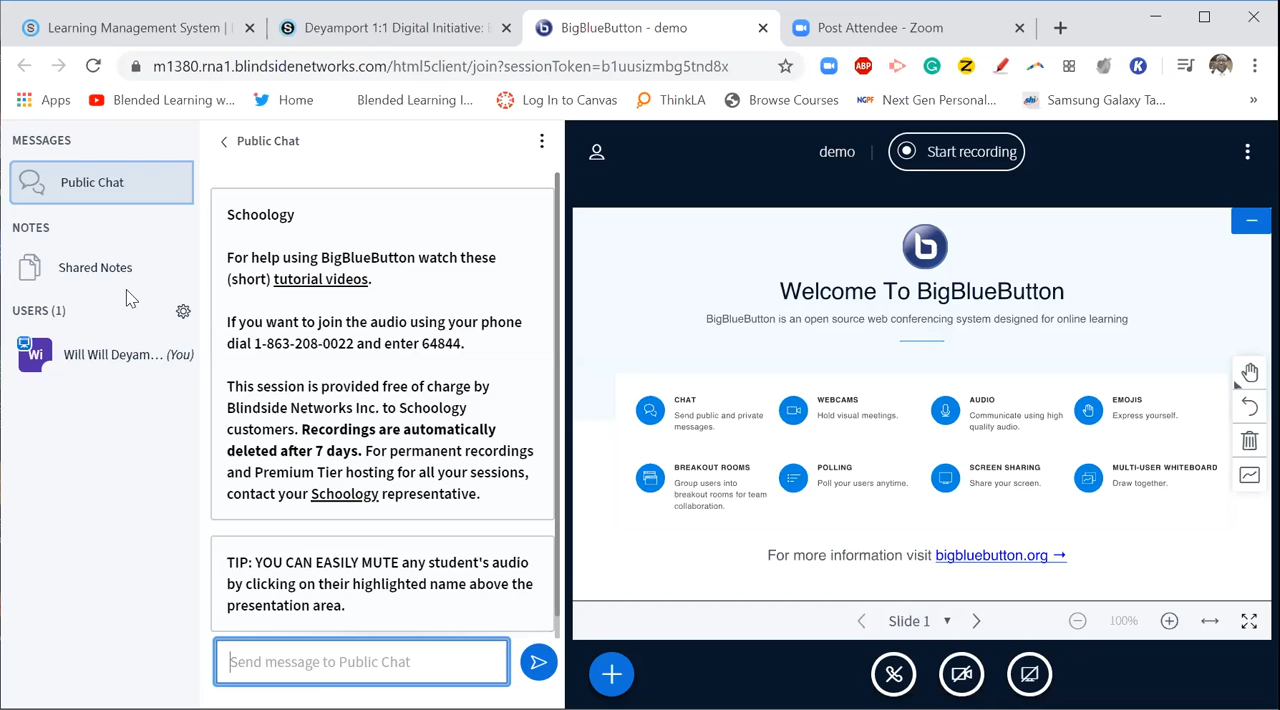 Learning Management System |
Deyamport 1:1 Digital Initiative:
BigBlueButton - demo
Post Attendee - Zoom
m1380.rna1.blindsidenetworks.com/html5client/join?sessionToken=b1uusizmbg5tnd8x
ABP
Apps
Blended Learning w...
Home
Blended Learning I...
Log In to Canvas
ThinkLA
Browse Courses
NGPF
Next Gen Personal...
Samsung Galaxy Ta...
»
MESSAGES
Public Chat
NOTES
Shared Notes
USERS (1)
Wi
Will Will Deyam... (You)
Public Chat
Schoology
For help using BigBlueButton watch these
(short) tutorial videos.
If you want to join the audio using your phone
dial 1-863-208-0022 and enter 64844.
This session is provided free of charge by
Blindside Networks Inc. to Schoology
customers. Recordings are automatically
deleted after 7 days. For permanent recordings
and Premium Tier hosting for all your sessions,
contact your Schoology representative.
TIP: YOU CAN EASILY MUTE any student's audio
by clicking on their highlighted name above the
presentation area.
Send message to Public Chat
demo | Start recording
b
Welcome To BigBlueButton
BigBlueButton is an open source web conferencing system designed for online learning
CHAT
Send public and private
messages.
WEBCAMS
Hold visual meetings.
AUDIO
Communicate using high
quality audio.
EMOJIS
Express yourself.
BREAKOUT ROOMS
Group users into
breakout rooms for team
collaboration.
POLLING
Poll your users anytime.
SCREEN SHARING
Share your screen.
MULTI-USER WHITEBOARD
Draw together.
For more information visit bigbluebutton.org →
Slide 1
100%